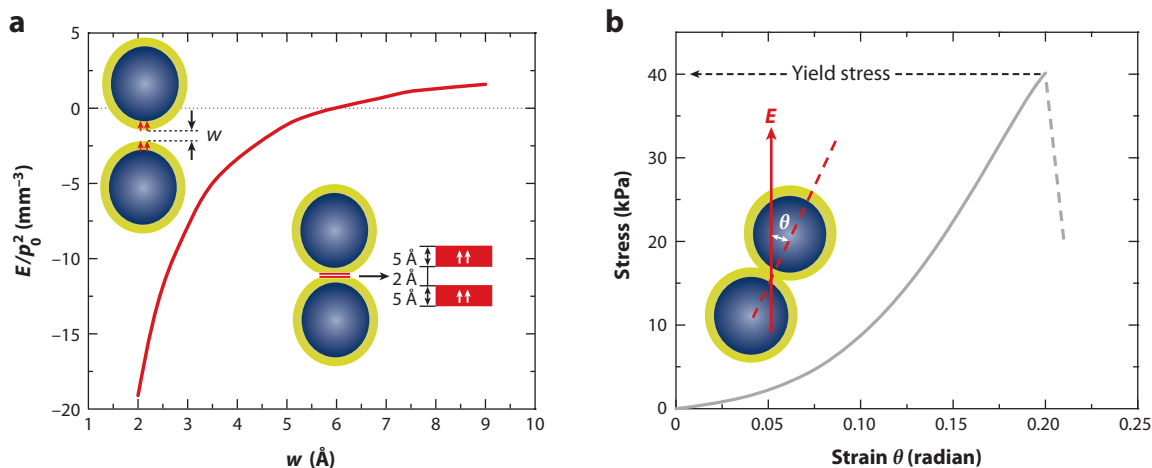 a
5
0
–5
–10
–15
–20
E/p₀² (mm⁻³)
1
2
3
4
5
6
7
8
9
10
w (Å)
w
5 Å
2 Å
5 Å
b
50
40
30
20
10
0
Stress (kPa)
0
0.05
0.10
0.15
0.20
0.25
Strain θ (radian)
Yield stress
E
θ